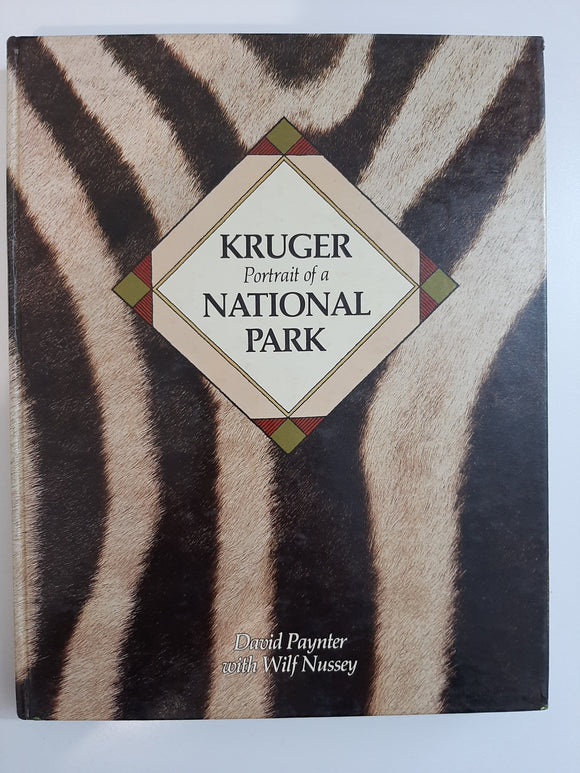 KRUGER
Portrait of a
NATIONAL
PARK
David Paynter
with Wilf Nussey